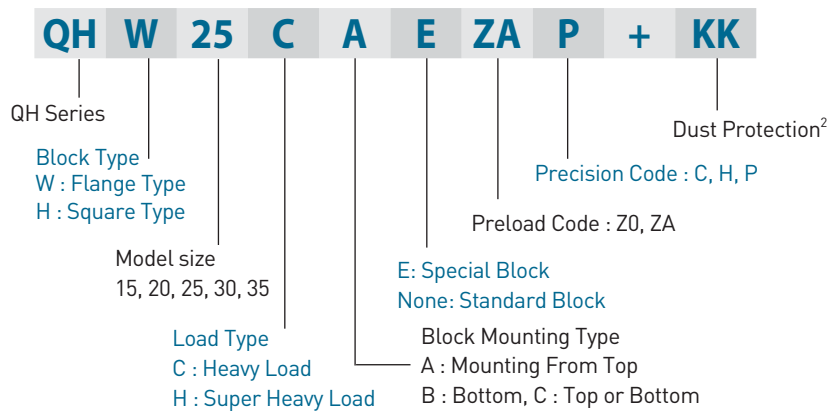 QH W 25 C A E ZA P + KK
QH Series
Dust Protection²
Block Type
W : Flange Type
H : Square Type
Precision Code : C, H, P
Preload Code : Z0, ZA
Model size
15, 20, 25, 30, 35
E: Special Block
None: Standard Block
Load Type
C : Heavy Load
H : Super Heavy Load
Block Mounting Type
A : Mounting From Top
B : Bottom, C : Top or Bottom